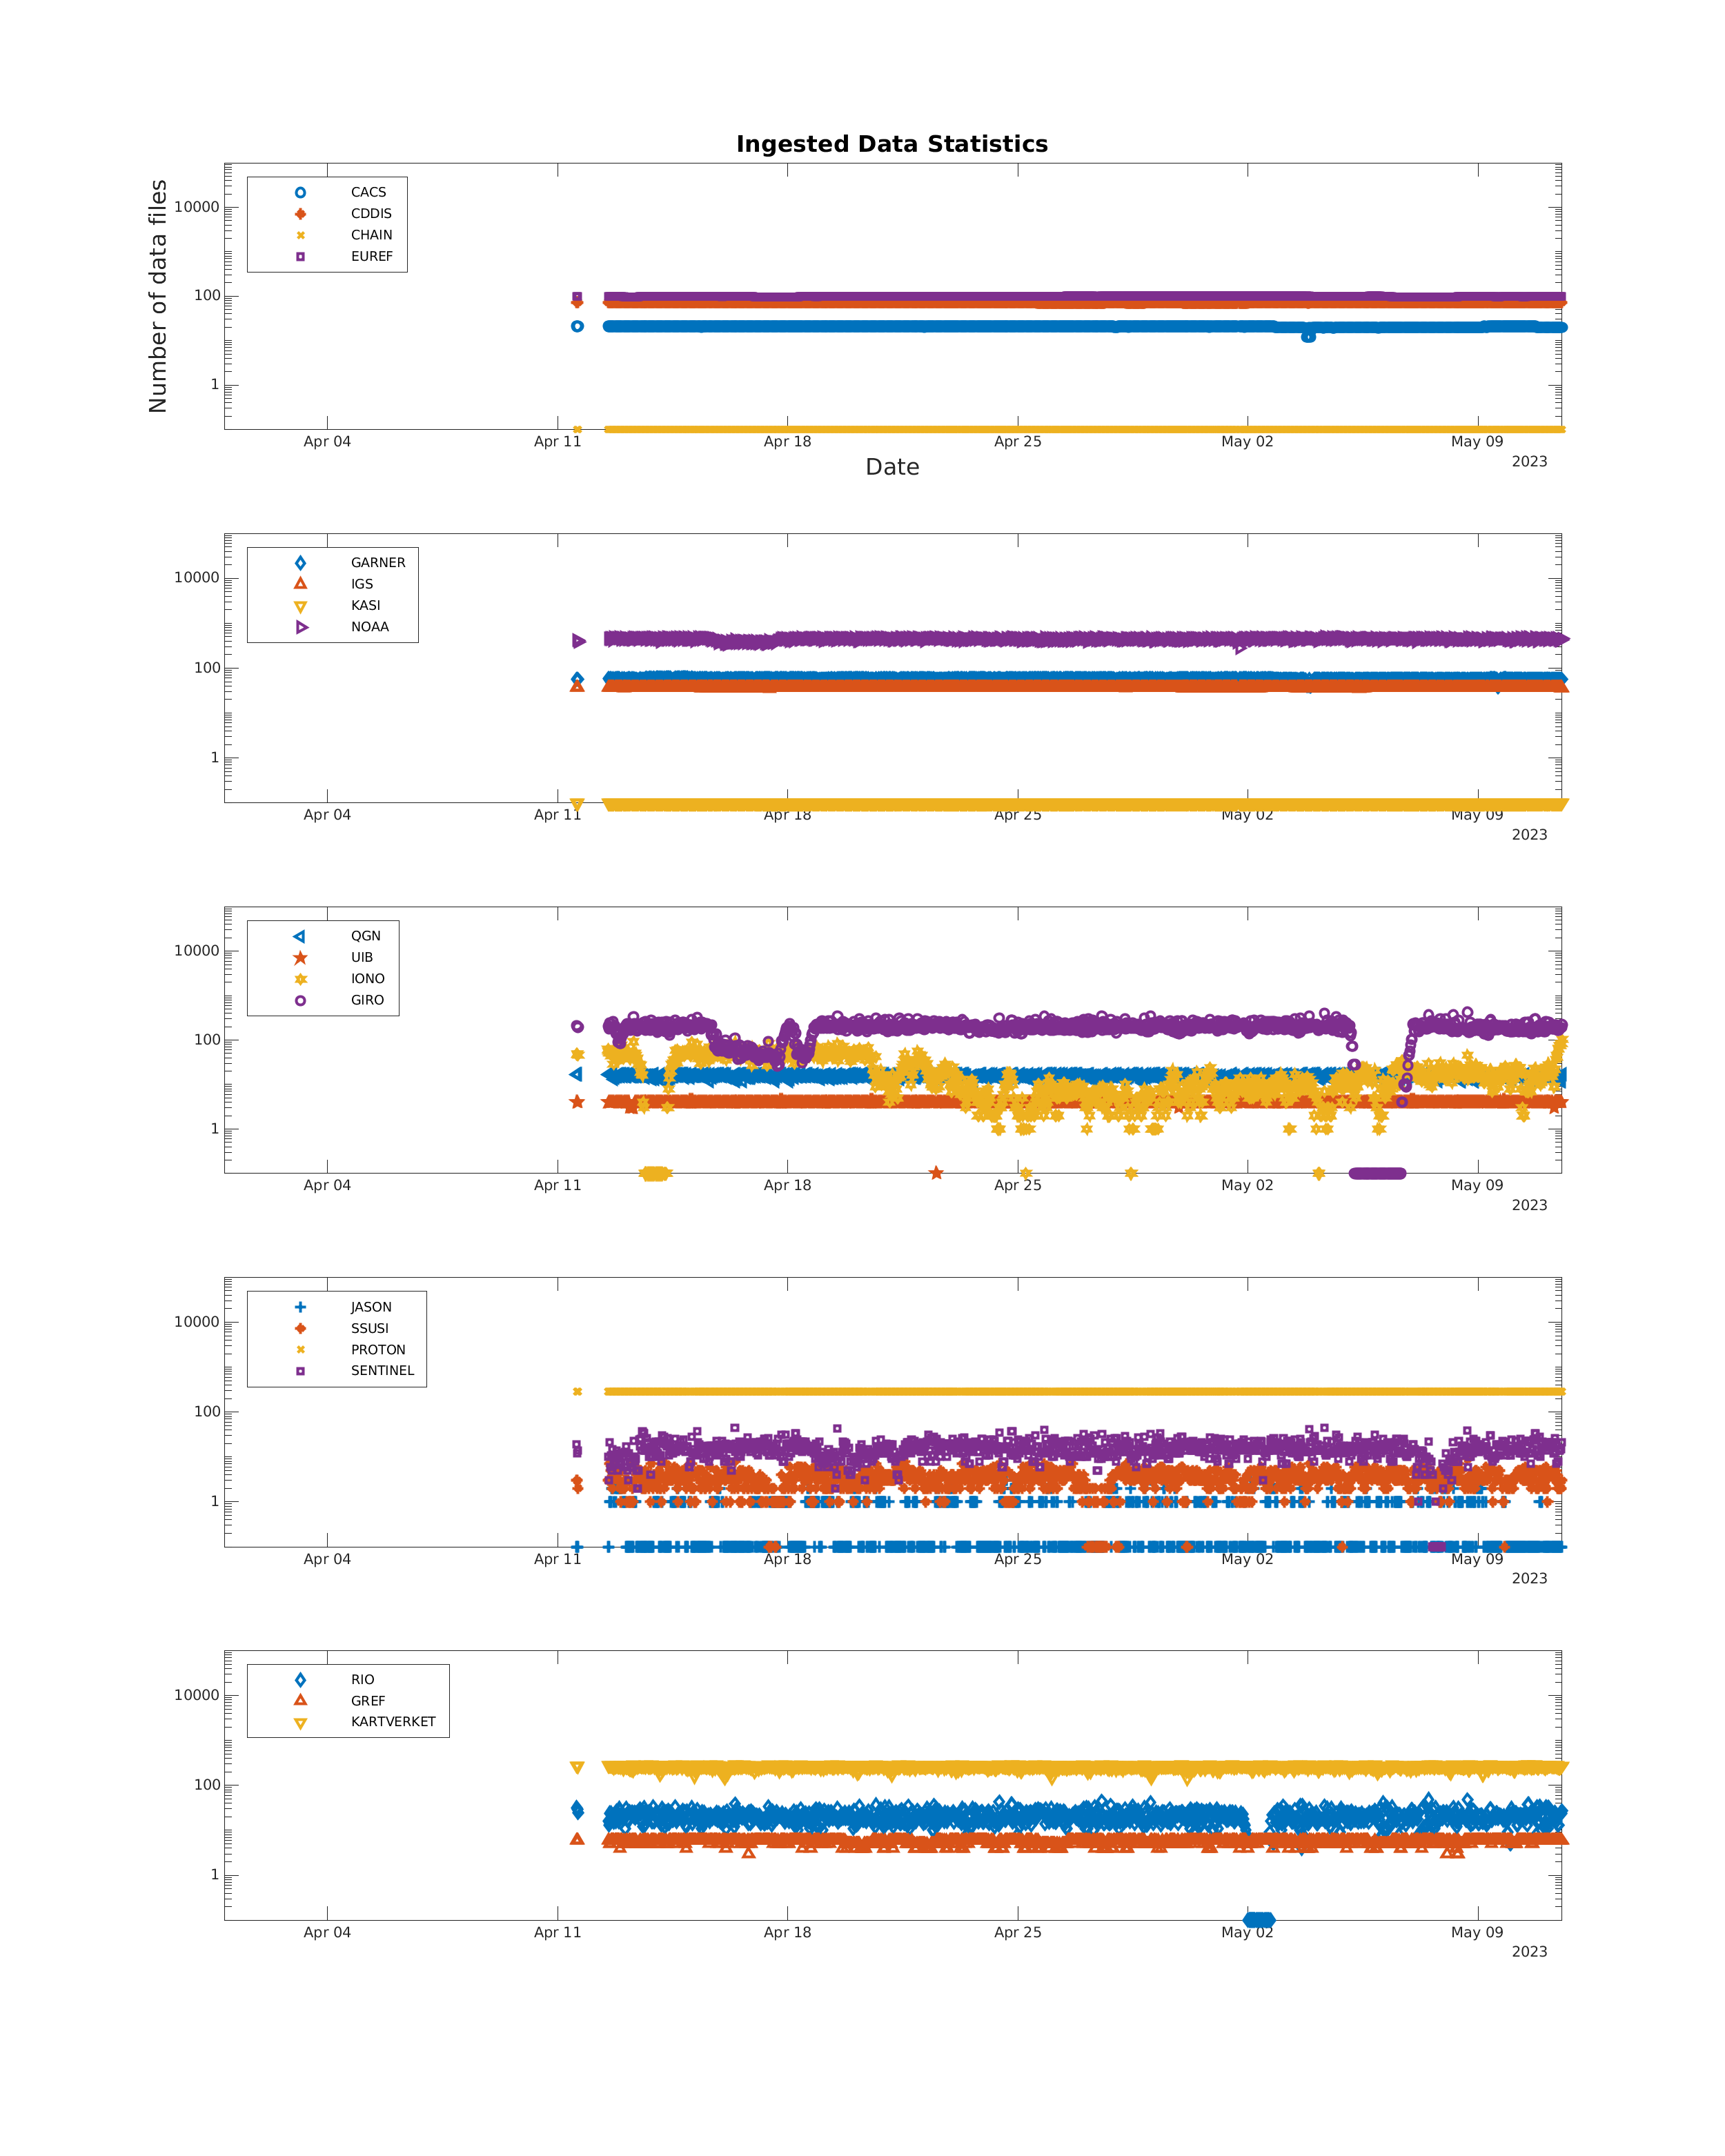 Ingested Data Statistics
Number of data files
10000
100
1
CACS
CDDIS
CHAIN
EUREF
Apr 04 Apr 11 Apr 18 Apr 25 May 02 May 09
2023
Date
10000
100
1
GARNER
IGS
KASI
NOAA
Apr 04 Apr 11 Apr 18 Apr 25 May 02 May 09
2023
10000
100
1
QGN
UIB
IONO
GIRO
Apr 04 Apr 11 Apr 18 Apr 25 May 02 May 09
2023
10000
100
1
JASON
SSUSI
PROTON
SENTINEL
Apr 04 Apr 11 Apr 18 Apr 25 May 02 May 09
2023
10000
100
1
RIO
GREF
KARTVERKET
Apr 04 Apr 11 Apr 18 Apr 25 May 02 May 09
2023